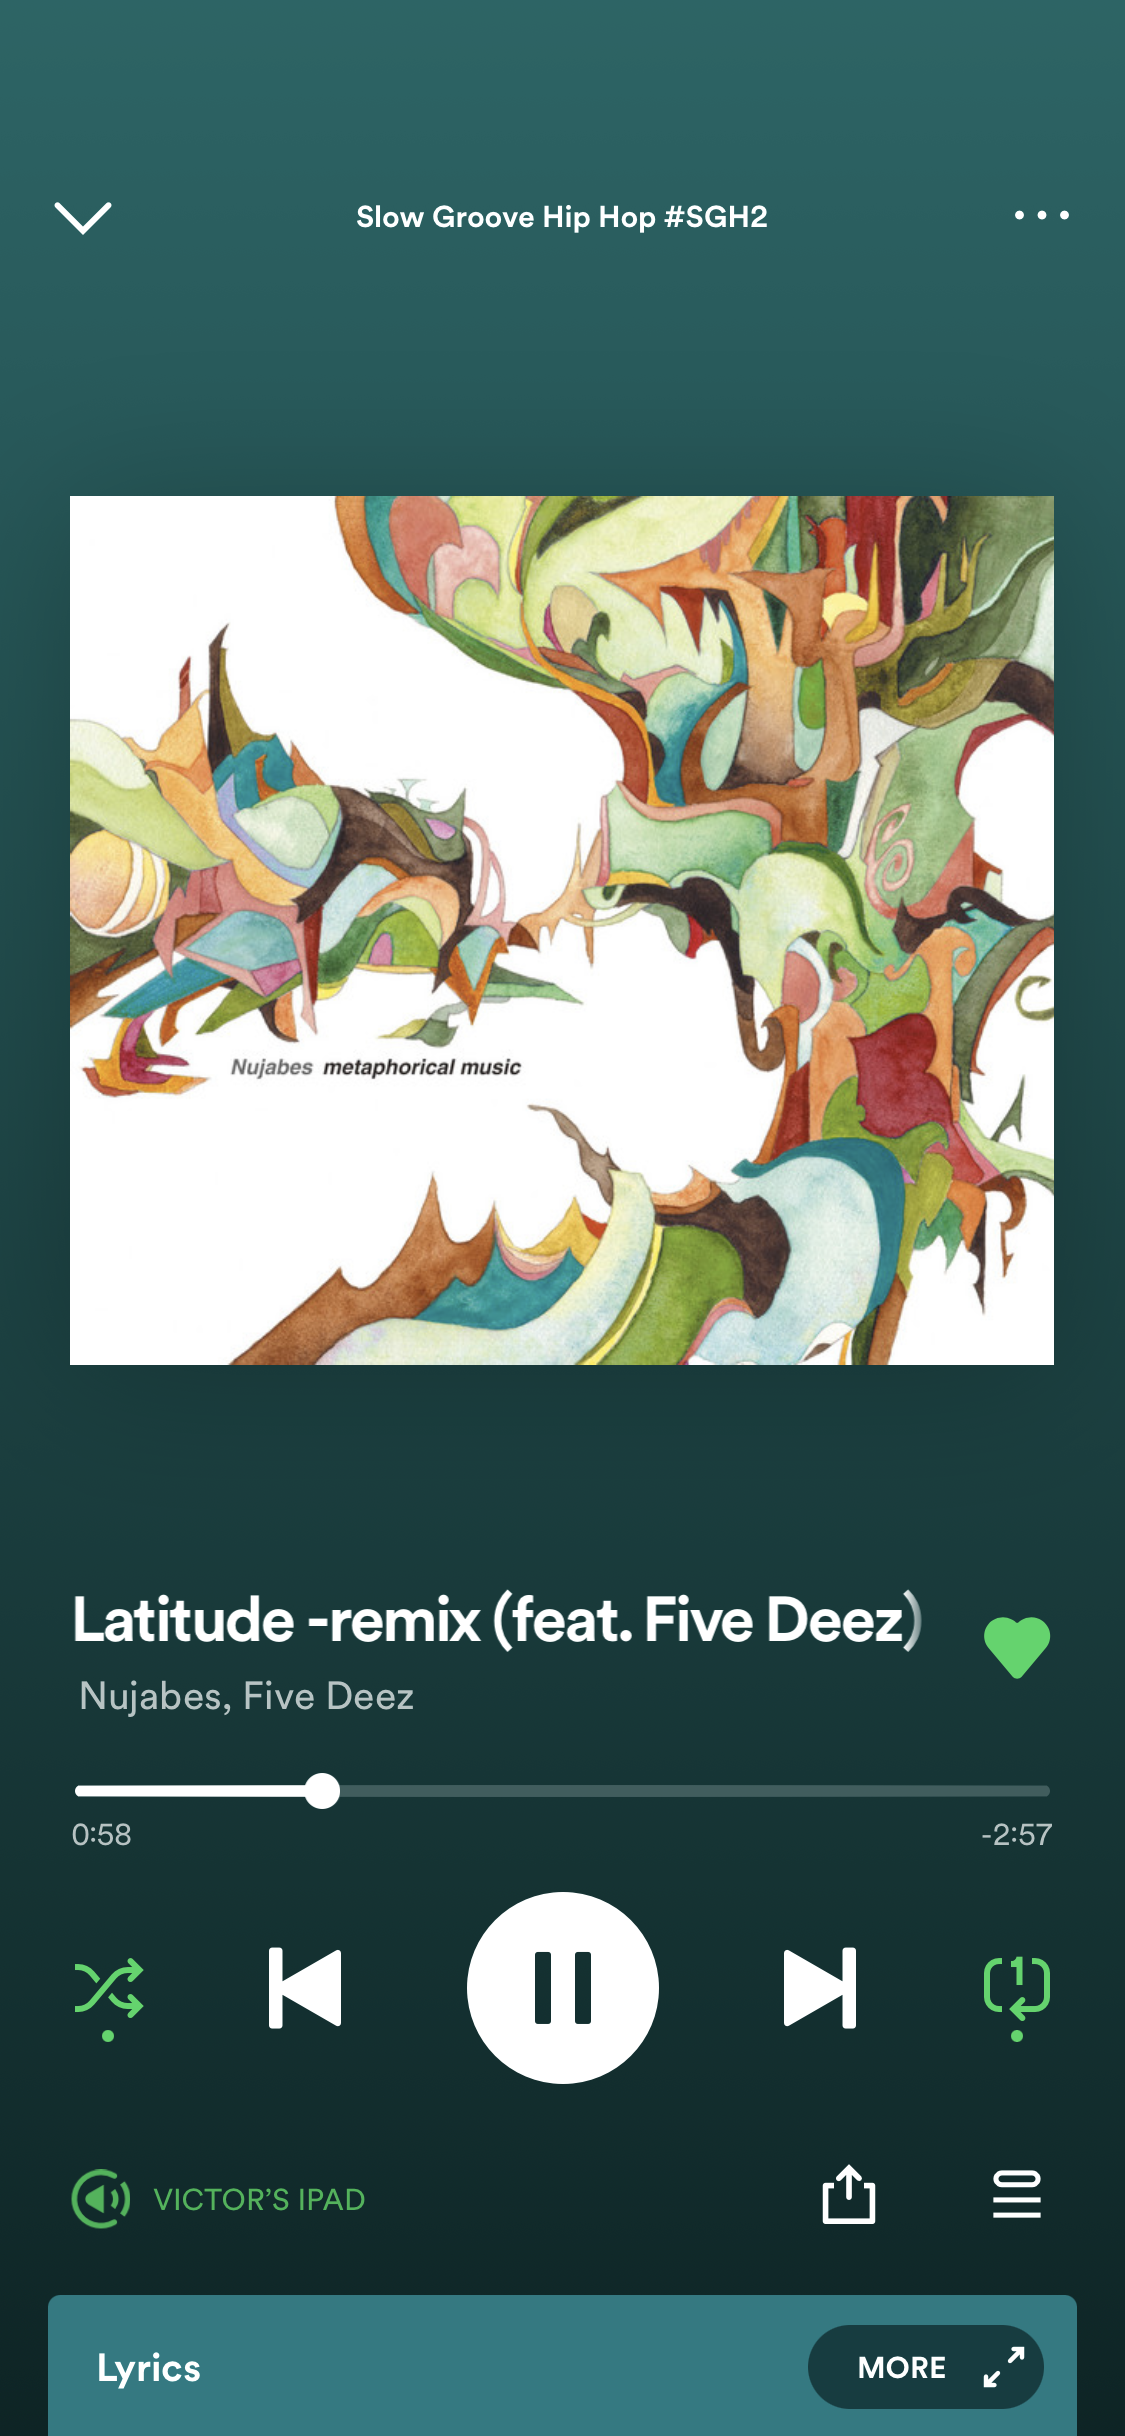 Slow Groove Hip Hop #SGH2
Nujabes metaphorical music
Latitude -remix (feat. Five Deez)
Nujabes, Five Deez
0:58
-2:57
1
VICTOR’S IPAD
Lyrics
MORE